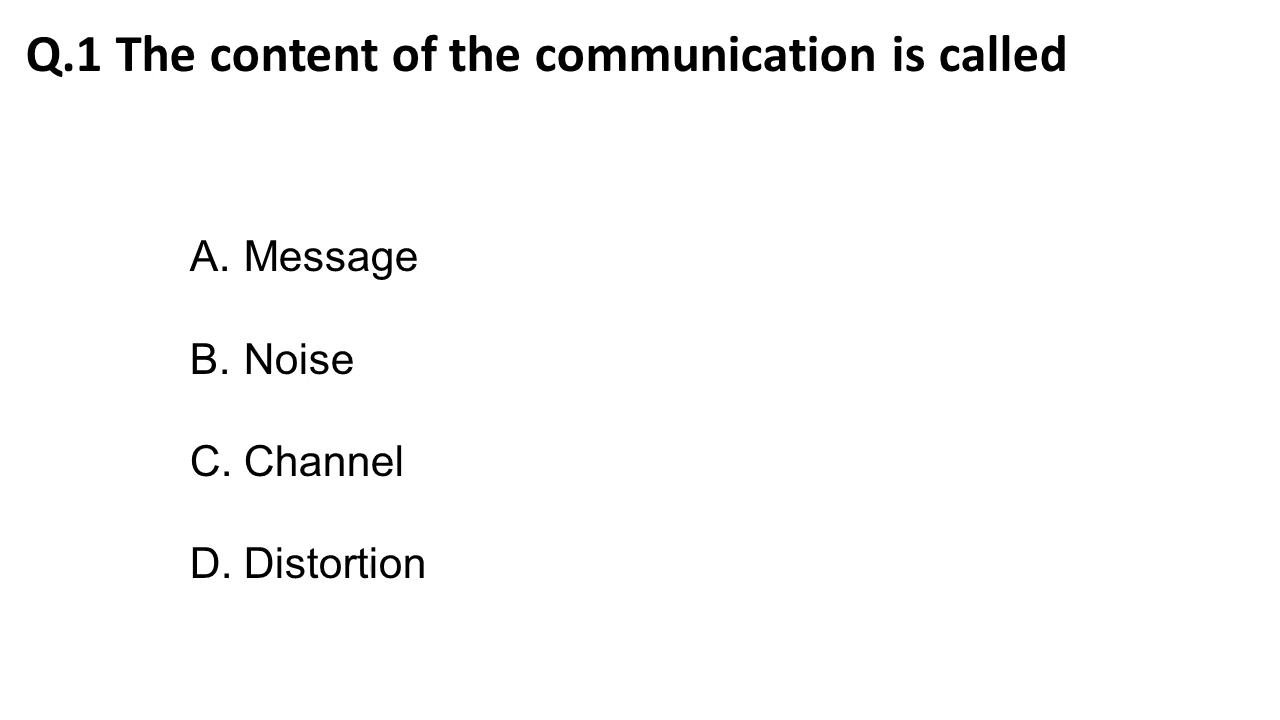 Q.1 The content of the communication is called
A. Message
B. Noise
C. Channel
D. Distortion